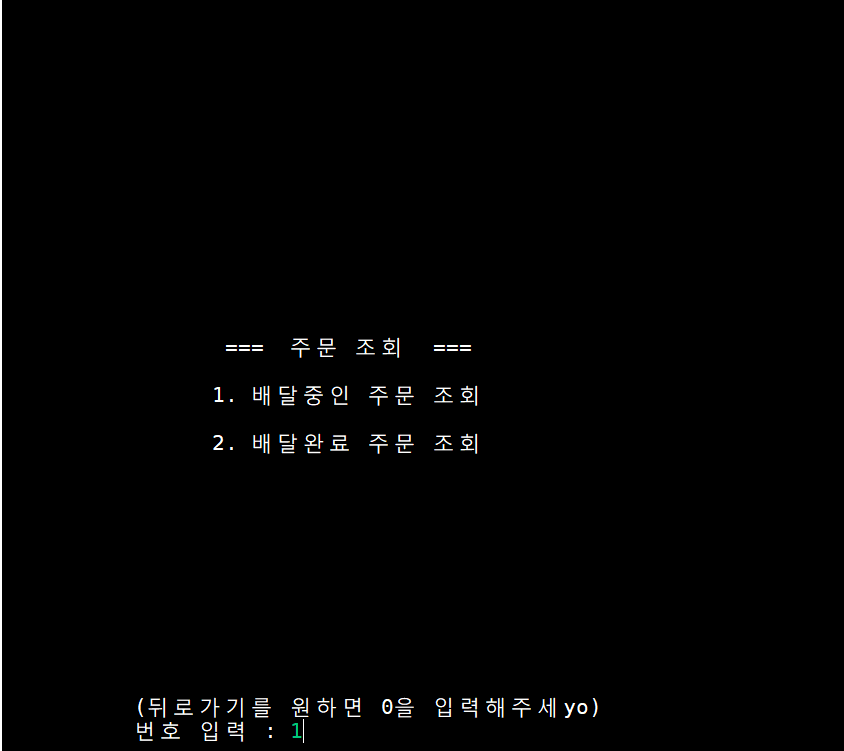 === 주문 조회 ===
1. 배달중인 주문 조회
2. 배달완료 주문 조회
(뒤로가기를 원하면 0을 입력해주세yo)
번호 입력 : 1